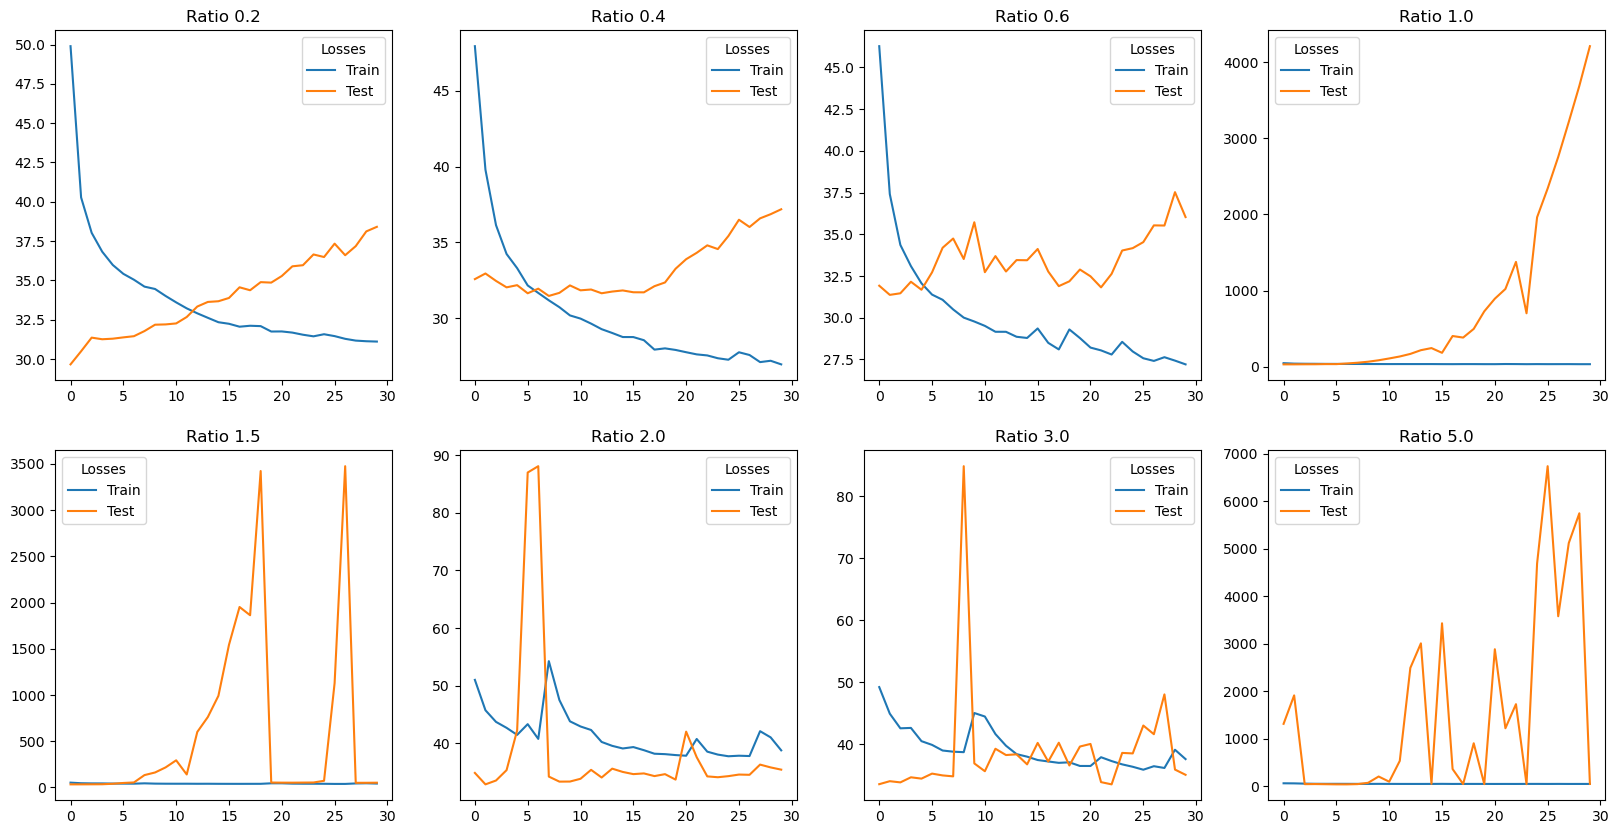 Ratio 0.2
50.0
47.5
45.0
42.5
40.0
37.5
35.0
32.5
30.0
0 5 10 15 20 25 30
Losses
Train
Test
Ratio 0.4
45
40
35
30
0 5 10 15 20 25 30
Losses
Train
Test
Ratio 0.6
45.0
42.5
40.0
37.5
35.0
32.5
30.0
27.5
0 5 10 15 20 25 30
Losses
Train
Test
Ratio 1.0
4000
3000
2000
1000
0
0 5 10 15 20 25 30
Losses
Train
Test
Ratio 1.5
3500
3000
2500
2000
1500
1000
500
0
0 5 10 15 20 25 30
Losses
Train
Test
Ratio 2.0
90
80
70
60
50
40
0 5 10 15 20 25 30
Losses
Train
Test
Ratio 3.0
80
70
60
50
40
0 5 10 15 20 25 30
Losses
Train
Test
Ratio 5.0
7000
6000
5000
4000
3000
2000
1000
0
0 5 10 15 20 25 30
Losses
Train
Test